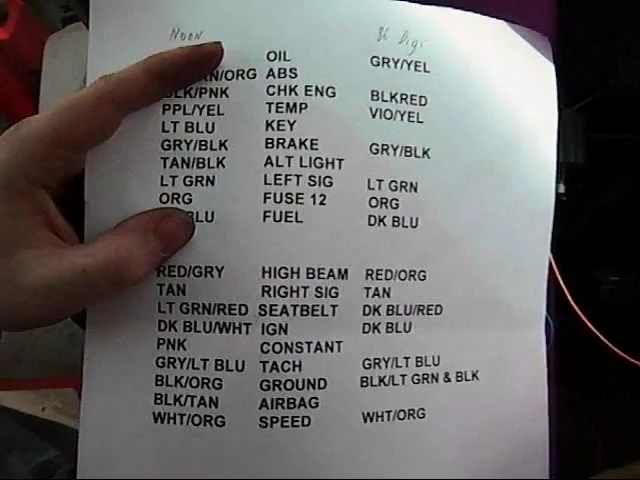 Noon 86 Digi
OIL GRY/YEL
/ORG ABS
BLK/PNK CHK ENG BLKRED
PPL/YEL TEMP VIO/YEL
LT BLU KEY
GRY/BLK BRAKE GRY/BLK
TAN/BLK ALT LIGHT
LT GRN LEFT SIG LT GRN
ORG FUSE 12 ORG
BLU FUEL DK BLU
RED/GRY HIGH BEAM RED/ORG
TAN RIGHT SIG TAN
LT GRN/RED SEATBELT DK BLU/RED
DK BLU/WHT IGN DK BLU
PNK CONSTANT
GRY/LT BLU TACH GRY/LT BLU
BLK/ORG GROUND BLK/LT GRN & BLK
BLK/TAN AIRBAG
WHT/ORG SPEED WHT/ORG